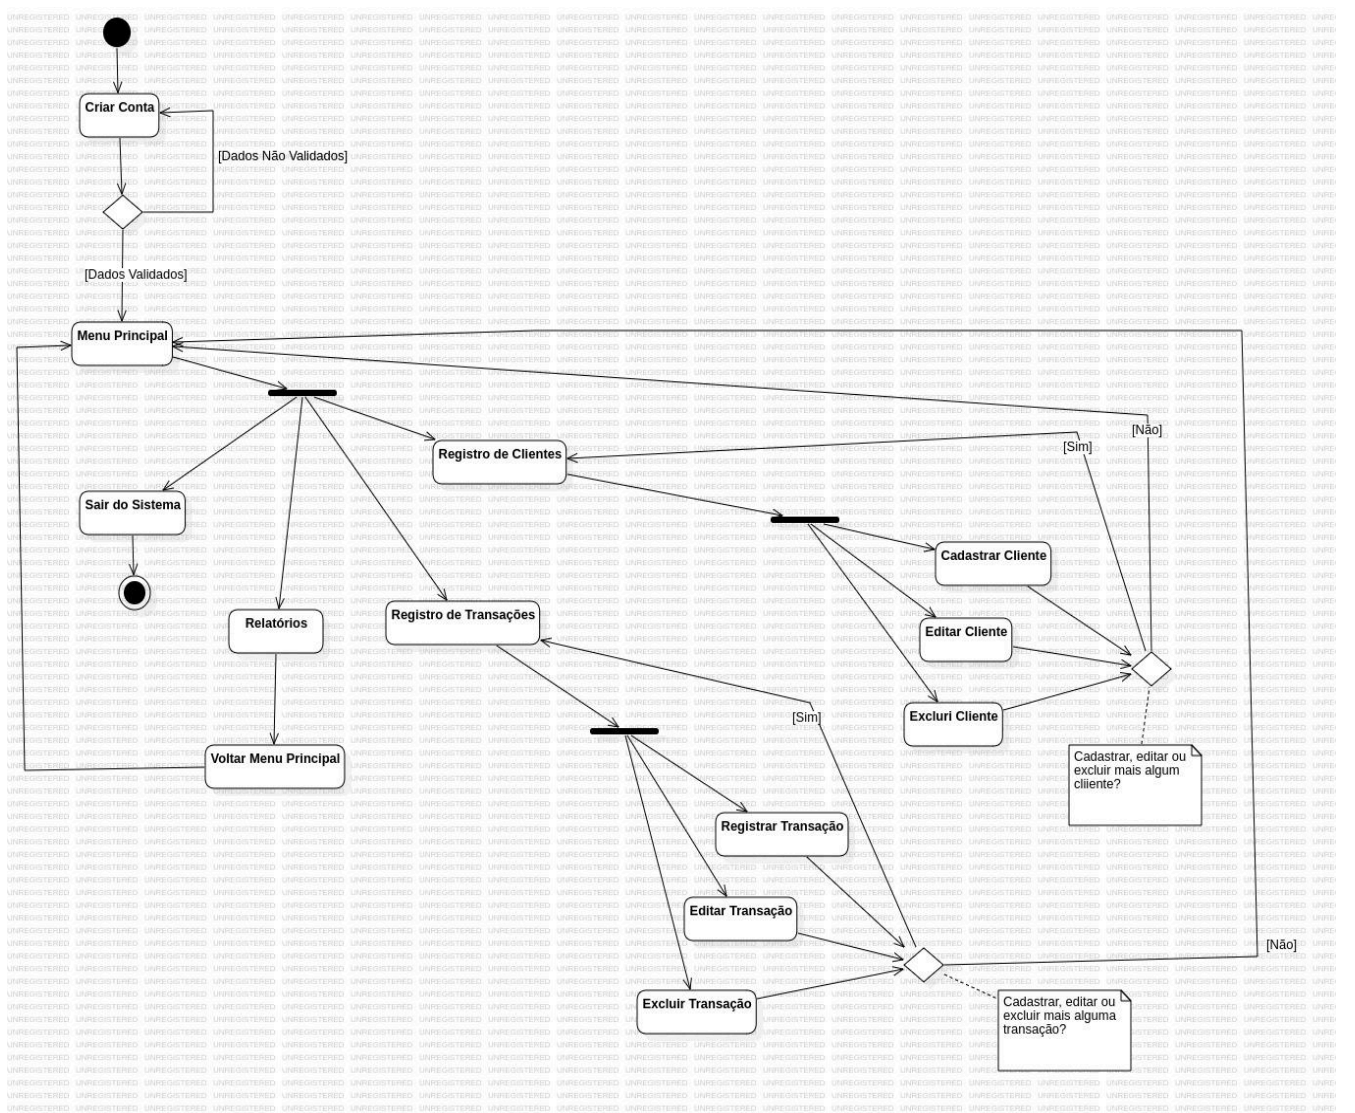 Criar Conta
[Dados Não Validados]
[Dados Validados]
Menu Principal
[Não]
[Sim]
Registro de Clientes
Sair do Sistema
Cadastrar Cliente
Relatórios
Registro de Transações
Editar Cliente
Excluri Cliente
[Sim]
Voltar Menu Principal
Cadastrar, editar ou
excluir mais algum
cliiente?
Registrar Transação
Editar Transação
[Não]
Excluir Transação
Cadastrar, editar ou
excluir mais alguma
transação?
UNREGISTERED